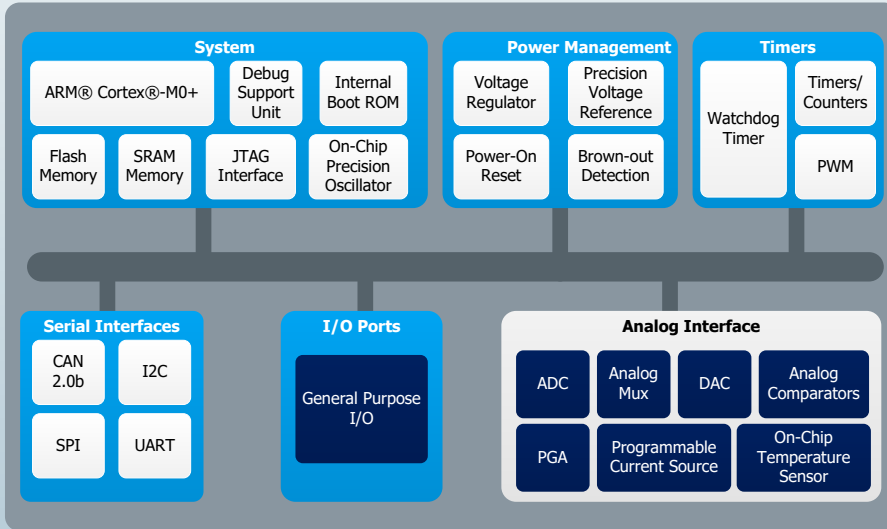 System
ARM® Cortex®-M0+
Debug
Support
Unit
Internal
Boot ROM
Flash
Memory
SRAM
Memory
JTAG
Interface
On-Chip
Precision
Oscillator
Power Management
Voltage
Regulator
Precision
Voltage
Reference
Power-On
Reset
Brown-out
Detection
Timers
Watchdog
Timer
Timers/
Counters
PWM
Serial Interfaces
CAN
2.0b
I2C
SPI
UART
I/O Ports
General Purpose
I/O
Analog Interface
ADC
Analog
Mux
DAC
Analog
Comparators
PGA
Programmable
Current Source
On-Chip
Temperature
Sensor